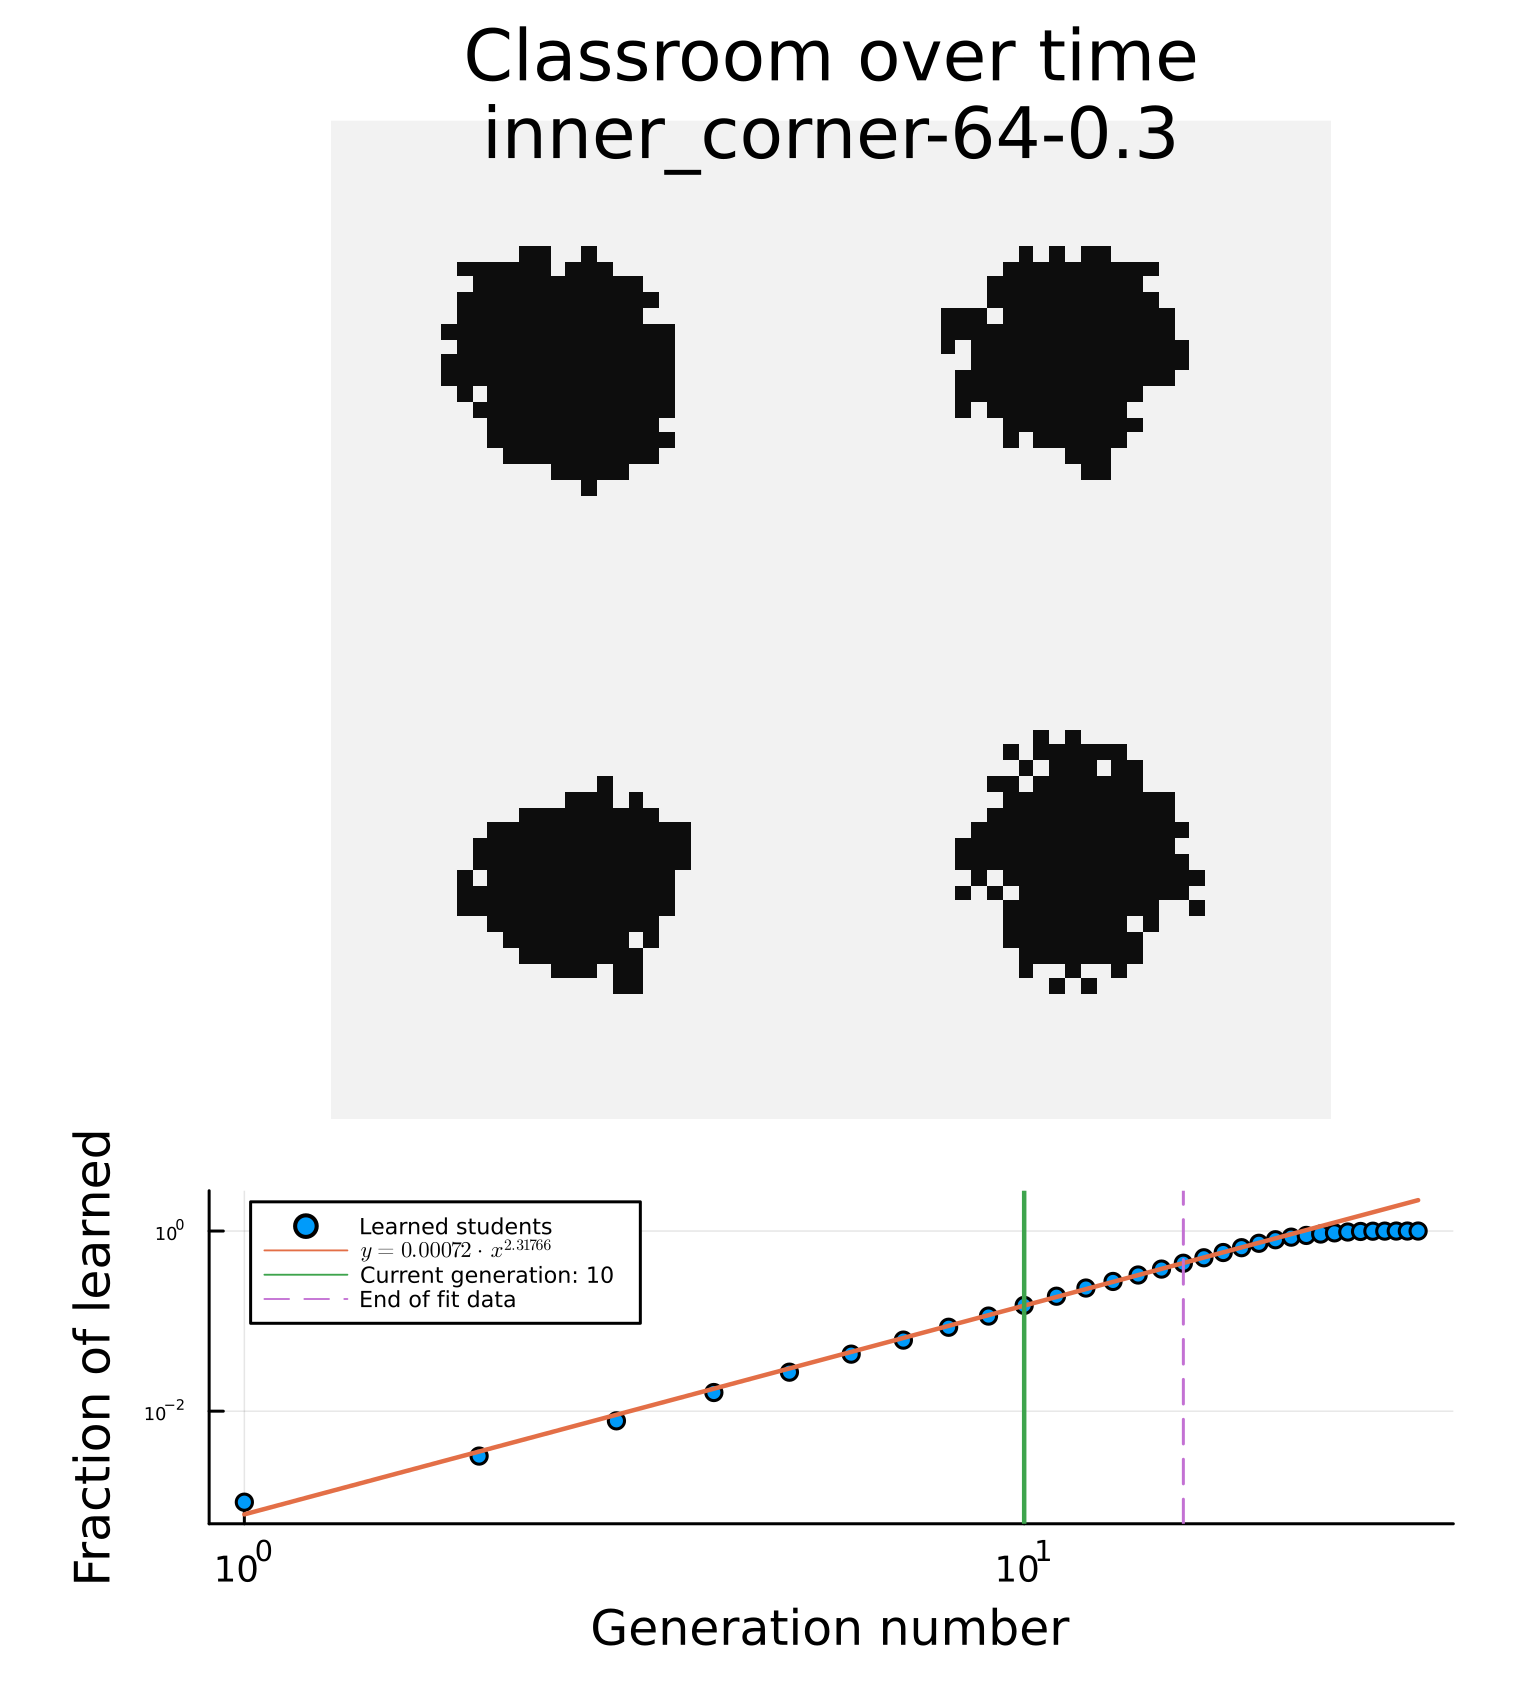 Classroom over time
inner_corner-64-0.3
Fraction of learned
10⁰
10⁻²
Learned students
y = 0.00072 · x^2.31766
Current generation: 10
End of fit data
10⁰
10¹
Generation number